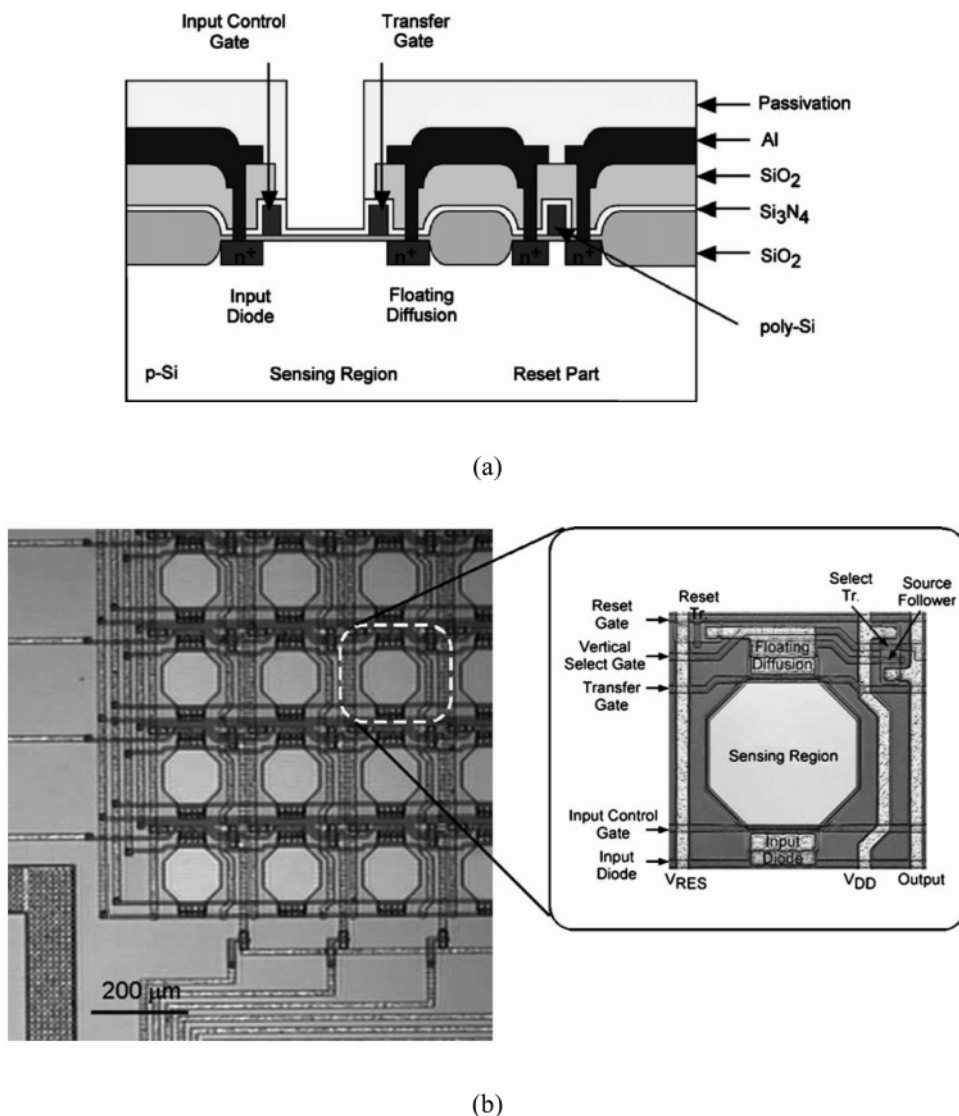 Input Control
Gate
Transfer
Gate
Passivation
Al
SiO2
Si3N4
SiO2
n+
n+
n+
n+
Input
Diode
Floating
Diffusion
poly-Si
p-Si
Sensing Region
Reset Part
(a)
200 μm
Reset
Gate
Reset
Tr.
Select
Tr.
Source
Follower
Vertical
Select Gate
Floating
Diffusion
Transfer
Gate
Sensing Region
Input Control
Gate
Input
Diode
Input
Diode
VRES
VDD
Output
(b)